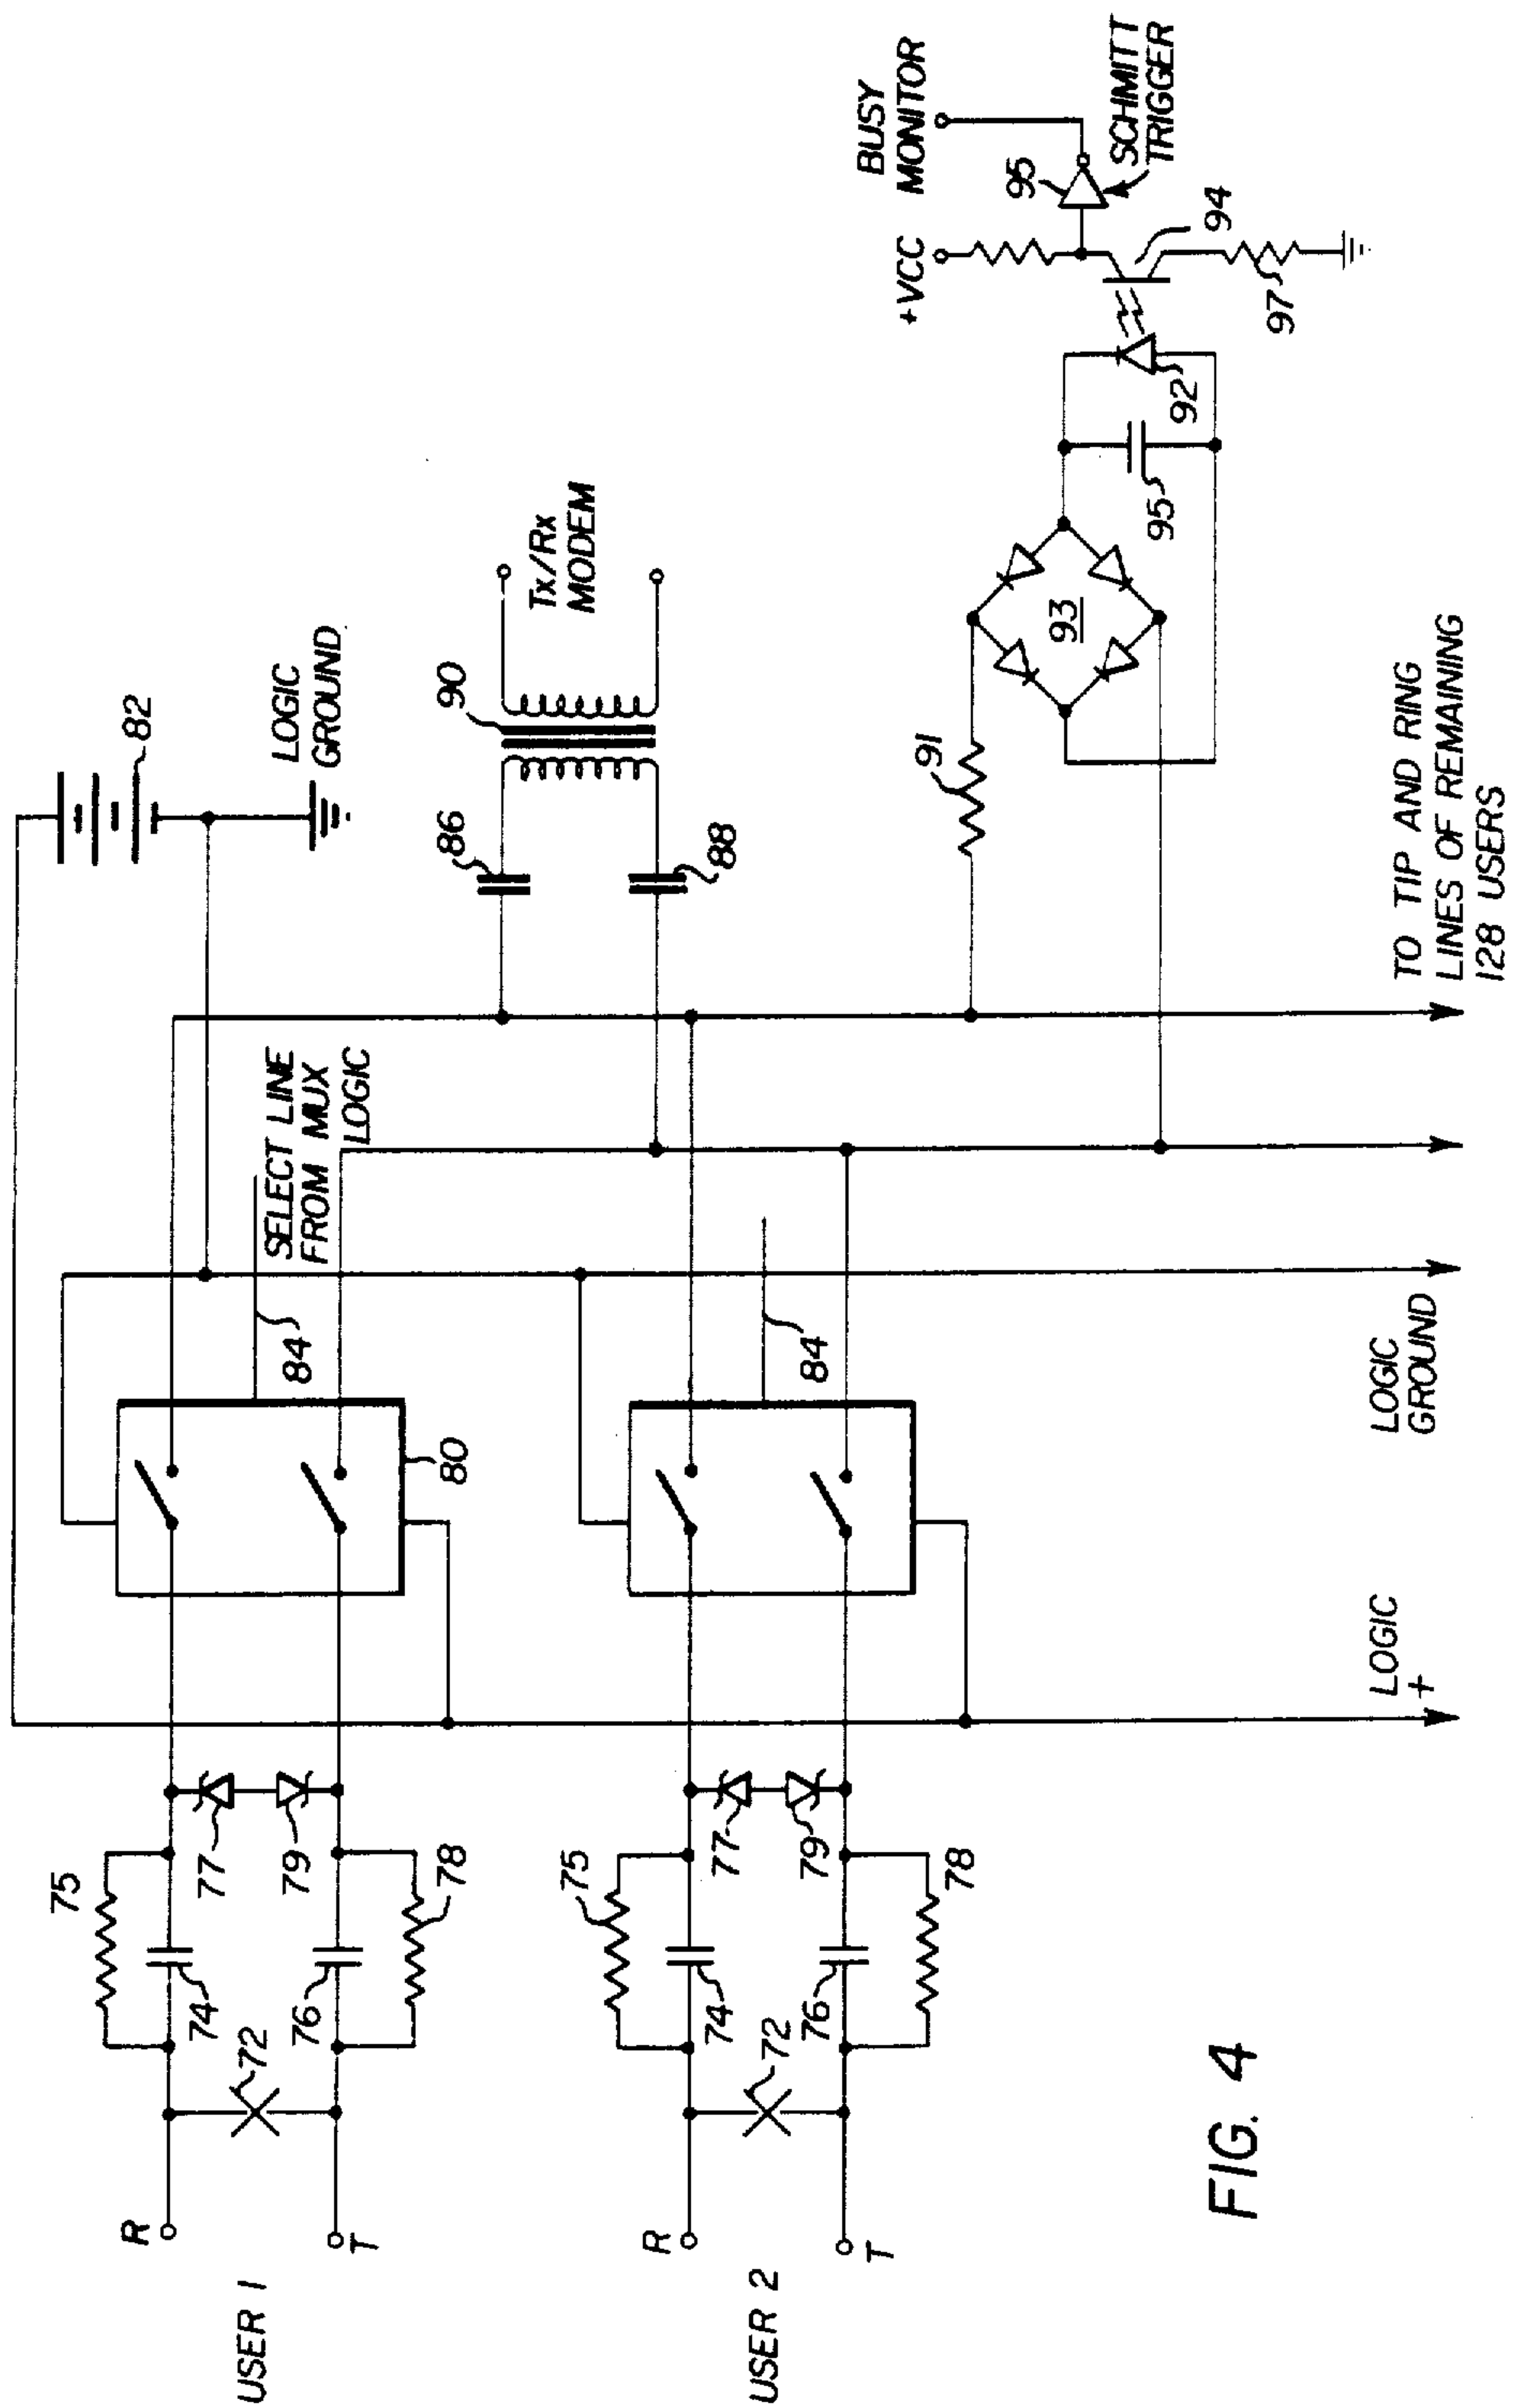 USER 1
R
T
72
74
75
76
78
77
79
80
84
SELECT LINE
FROM MUX
LOGIC
82
LOGIC
GROUND
86
88
90
Tx/Rx
MODEM
USER 2
R
T
72
74
75
76
78
77
79
84
91
93
95
92
94
97
+VCC
95
BUSY
MONITOR
SCHMITT
TRIGGER
LOGIC
+
LOGIC
GROUND
TO TIP AND RING
LINES OF REMAINING
128 USERS
FIG. 4